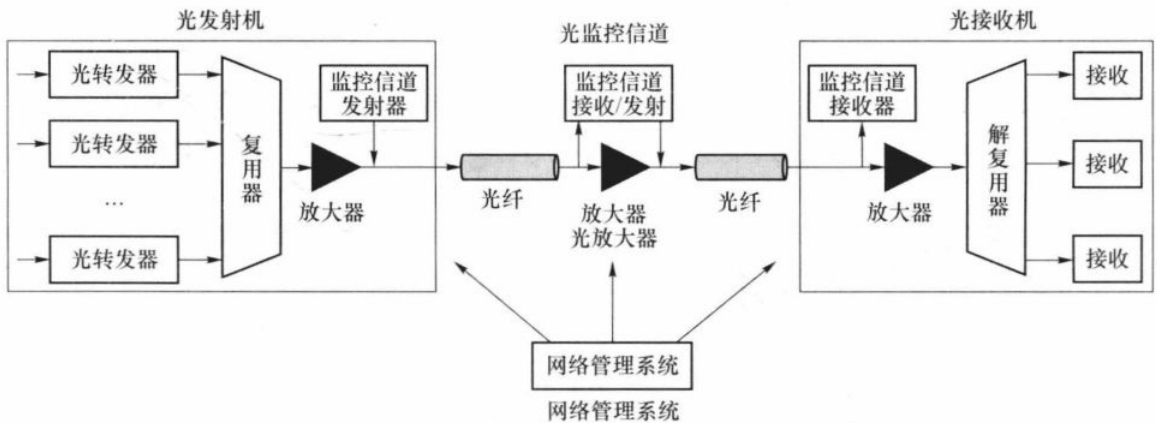 光发射机
光监控信道
光接收机
光转发器
光转发器
…
光转发器
复用器
放大器
监控信道
发射器
光纤
监控信道
接收/发射
放大器
光放大器
光纤
监控信道
接收器
放大器
解复用器
接收
接收
接收
网络管理系统
网络管理系统